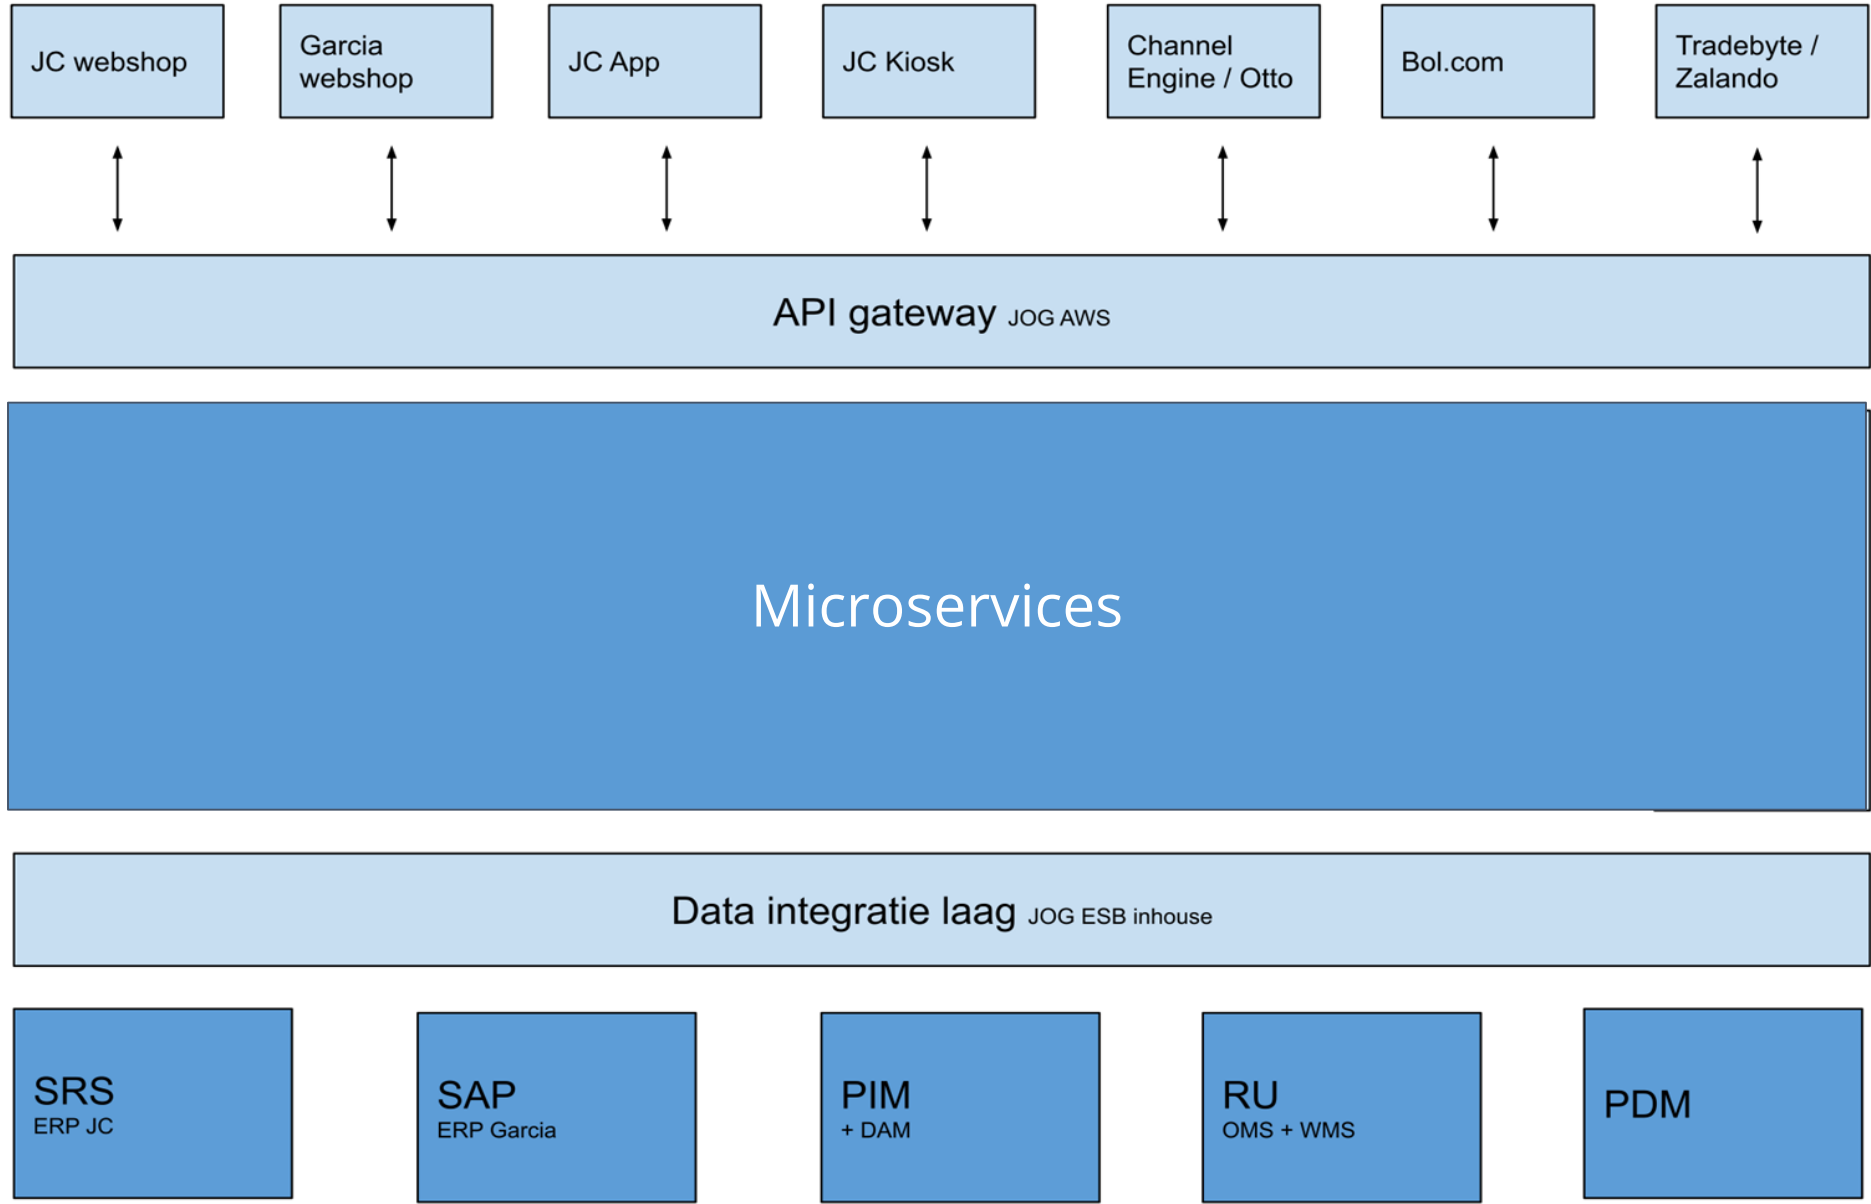 JC webshop
Garcia
webshop
JC App
JC Kiosk
Channel
Engine / Otto
Bol.com
Tradebyte /
Zalando
API gateway JOG AWS
Microservices
Data integratie laag JOG ESB inhouse
SRS
ERP JC
SAP
ERP Garcia
PIM
+ DAM
RU
OMS + WMS
PDM